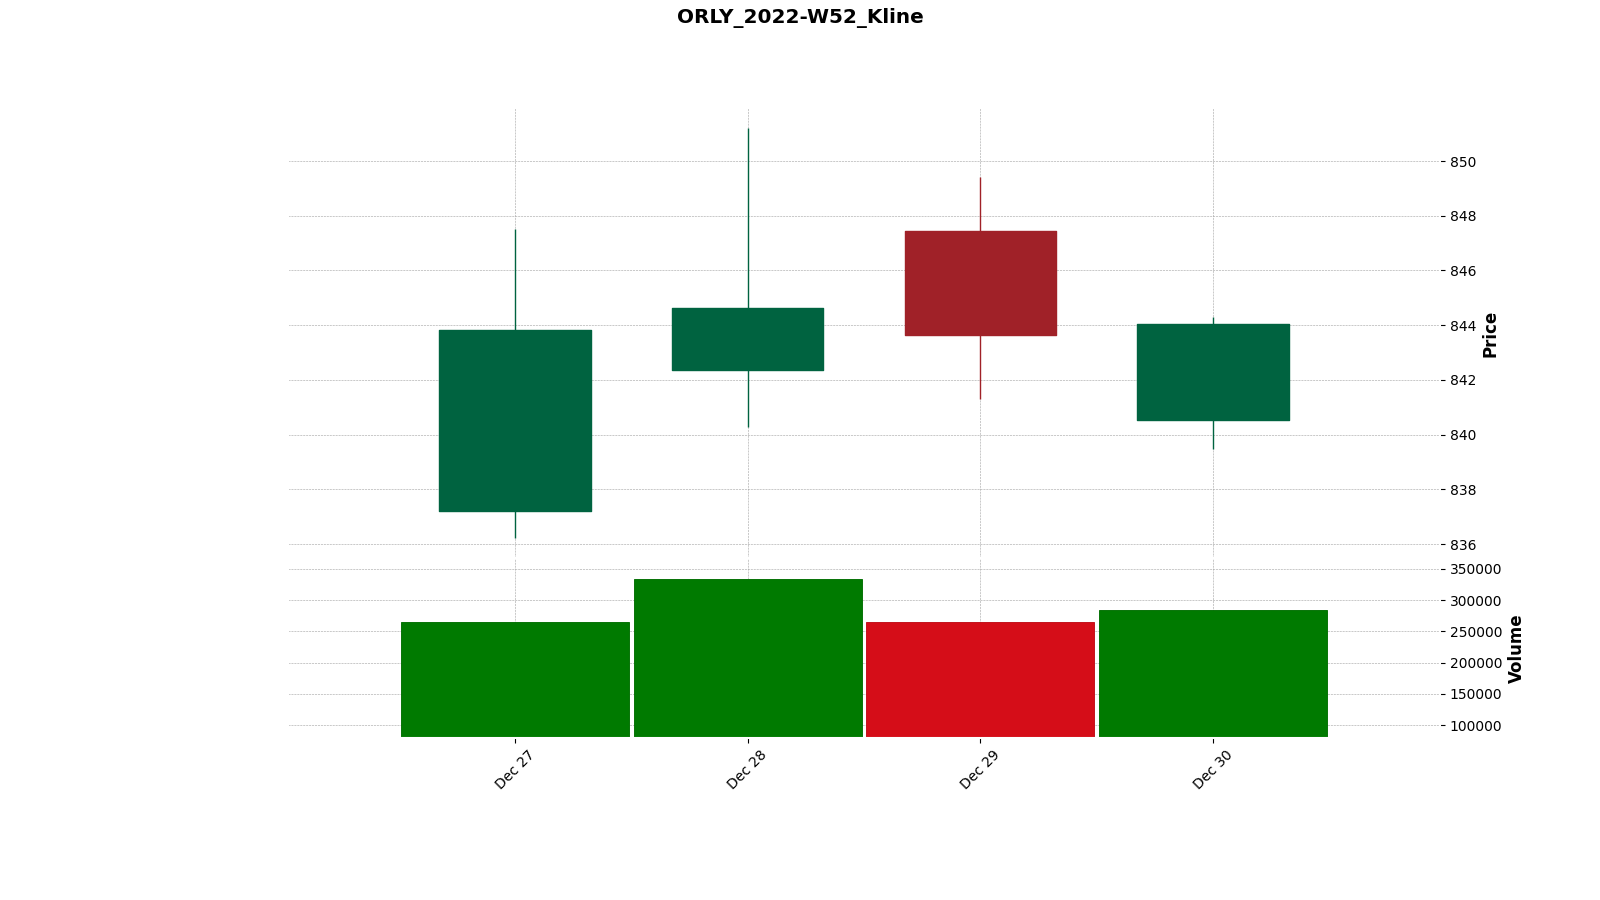 ORLY_2022-W52_Kline
850
848
846
844
842
840
838
836
Price
350000
300000
250000
200000
150000
100000
Volume
Dec 27
Dec 28
Dec 29
Dec 30